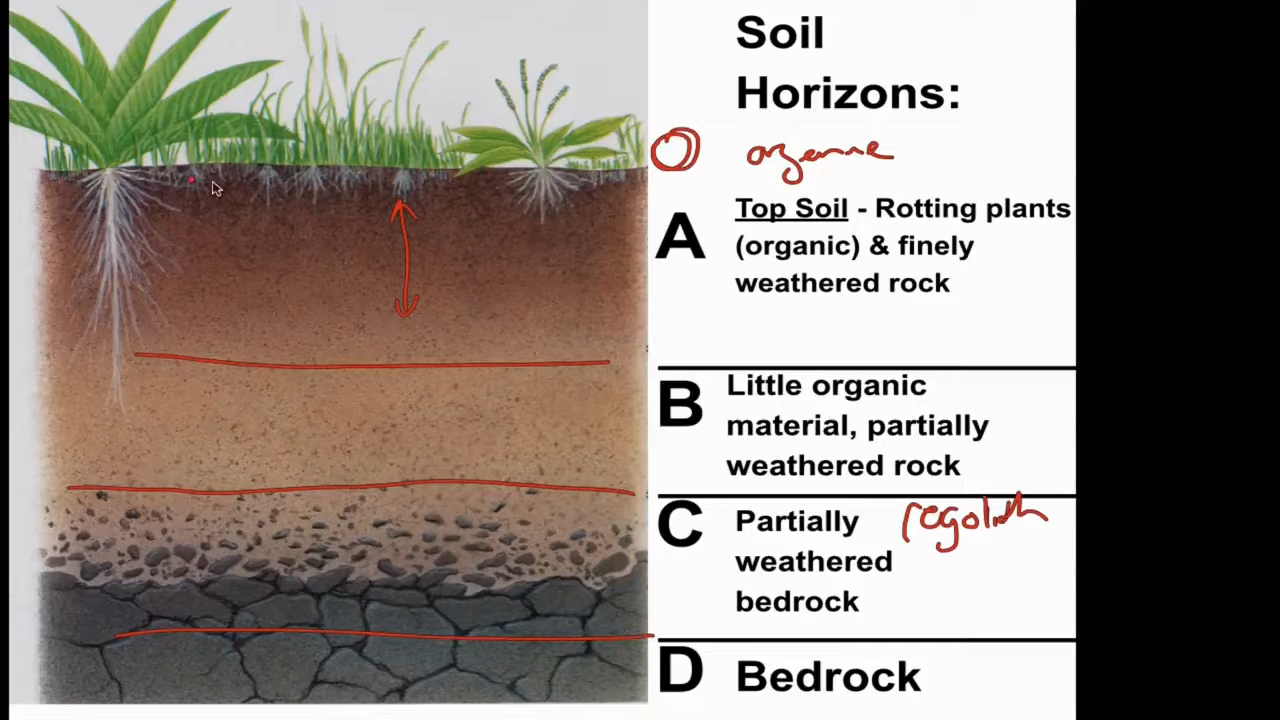 Soil
Horizons:
O organic
Top Soil - Rotting plants
A (organic) & finely
weathered rock
Little organic
B material, partially
weathered rock
C Partially regolith
weathered
bedrock
D Bedrock